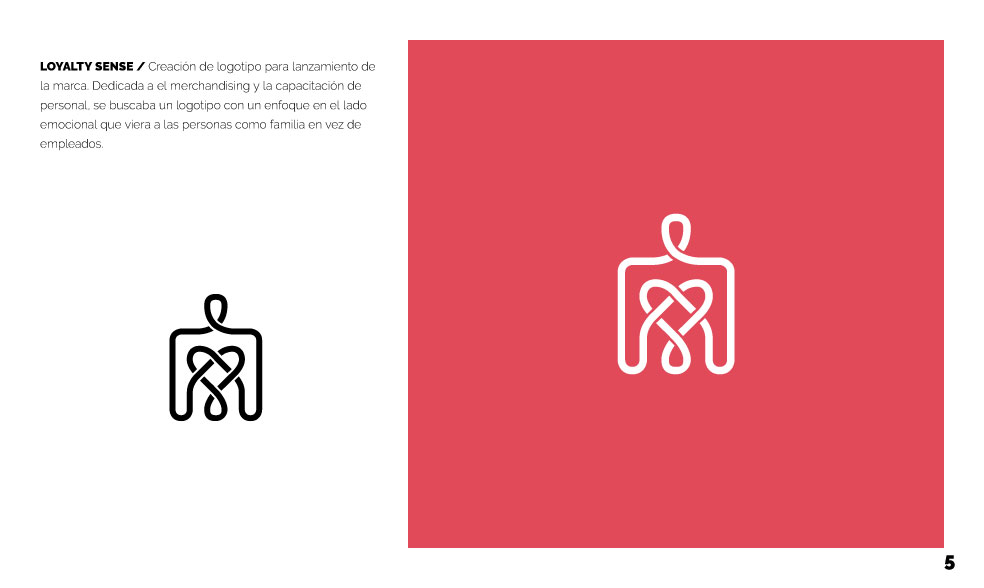 LOYALTY SENSE / Creación de logotipo para lanzamiento de
la marca. Dedicada a el merchandising y la capacitación de
personal, se buscaba un logotipo con un enfoque en el lado
emocional que viera a las personas como familia en vez de
empleados.
5